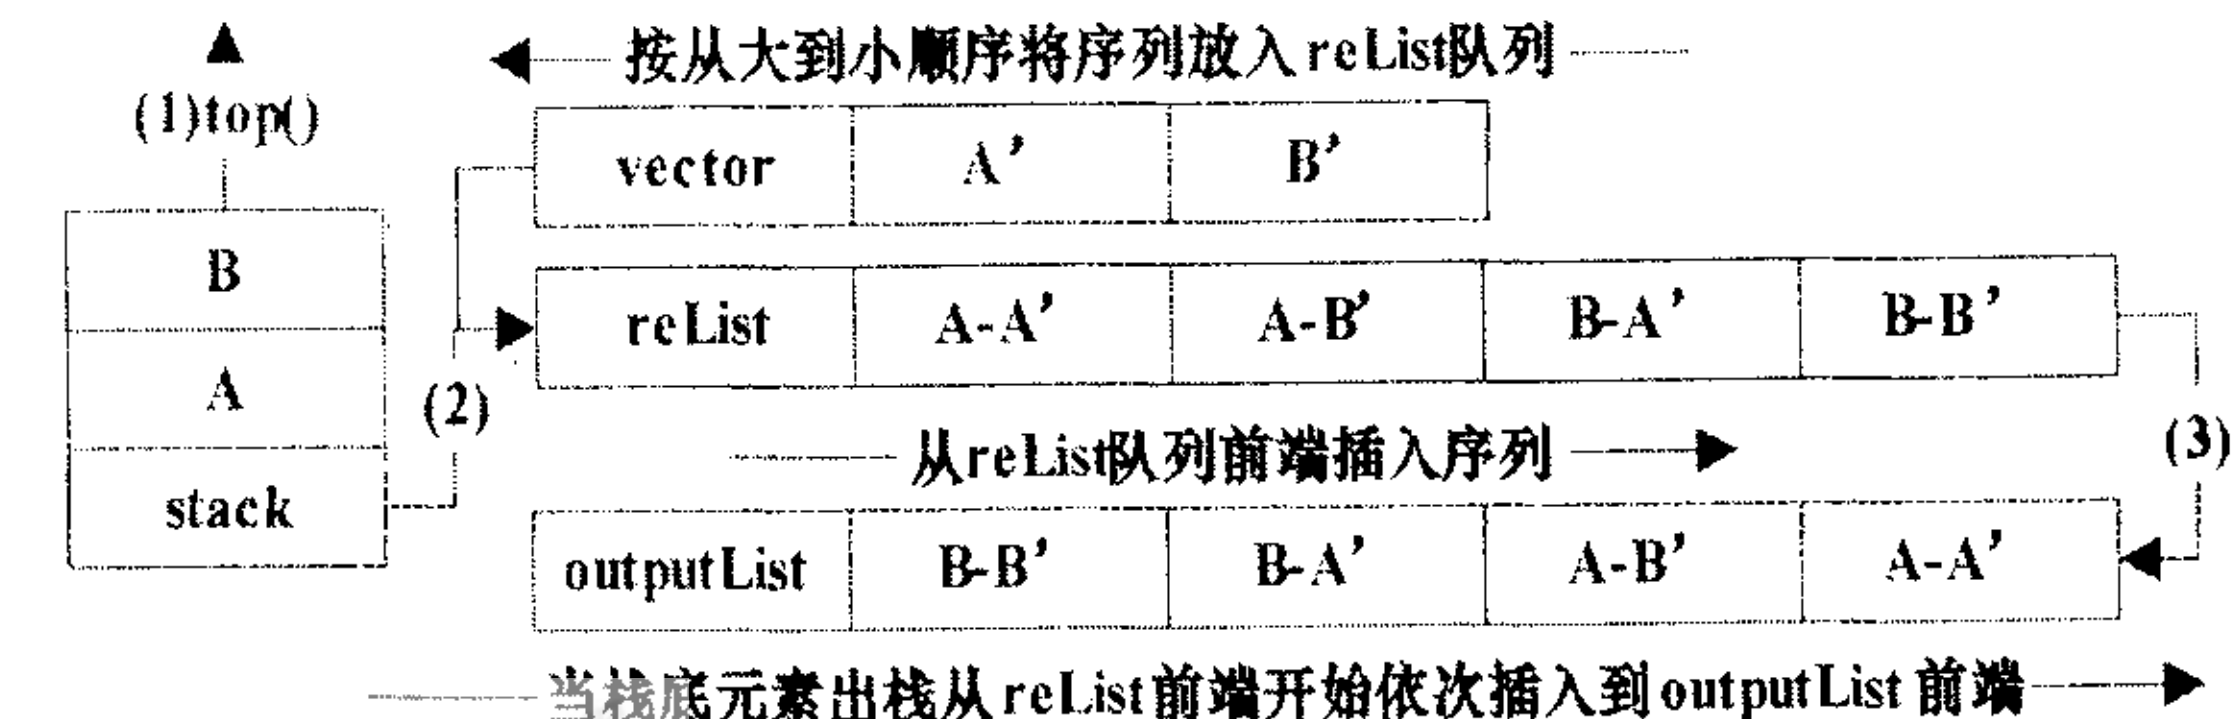 按从大到小顺序将序列放入reList队列
(1)top()
vector A’ B’
B
reList A-A’ A-B’ B-A’ B-B’
A
(2)
从reList队列前端插入序列
(3)
stack
outputList B-B’ B-A’ A-B’ A-A’
当栈底元素出栈从reList前端开始依次插入到outputList前端